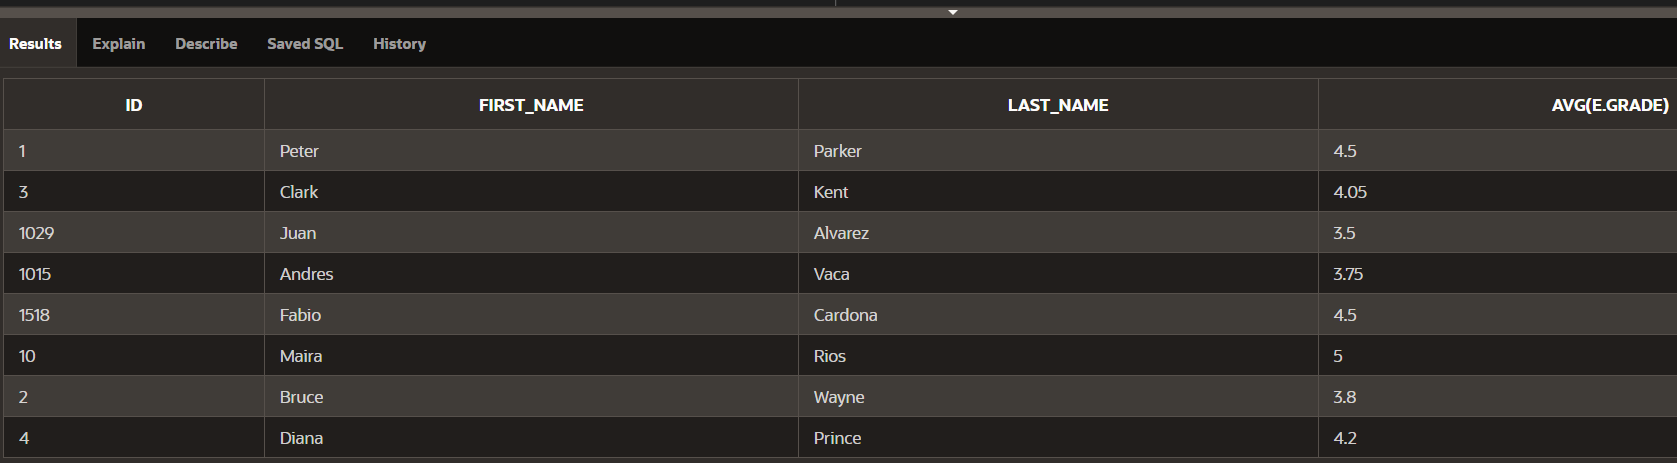 Results Explain Describe Saved SQL History
ID FIRST_NAME LAST_NAME AVG(E.GRADE)
1 Peter Parker 4.5
3 Clark Kent 4.05
1029 Juan Alvarez 3.5
1015 Andres Vaca 3.75
1518 Fabio Cardona 4.5
10 Maira Rios 5
2 Bruce Wayne 3.8
4 Diana Prince 4.2